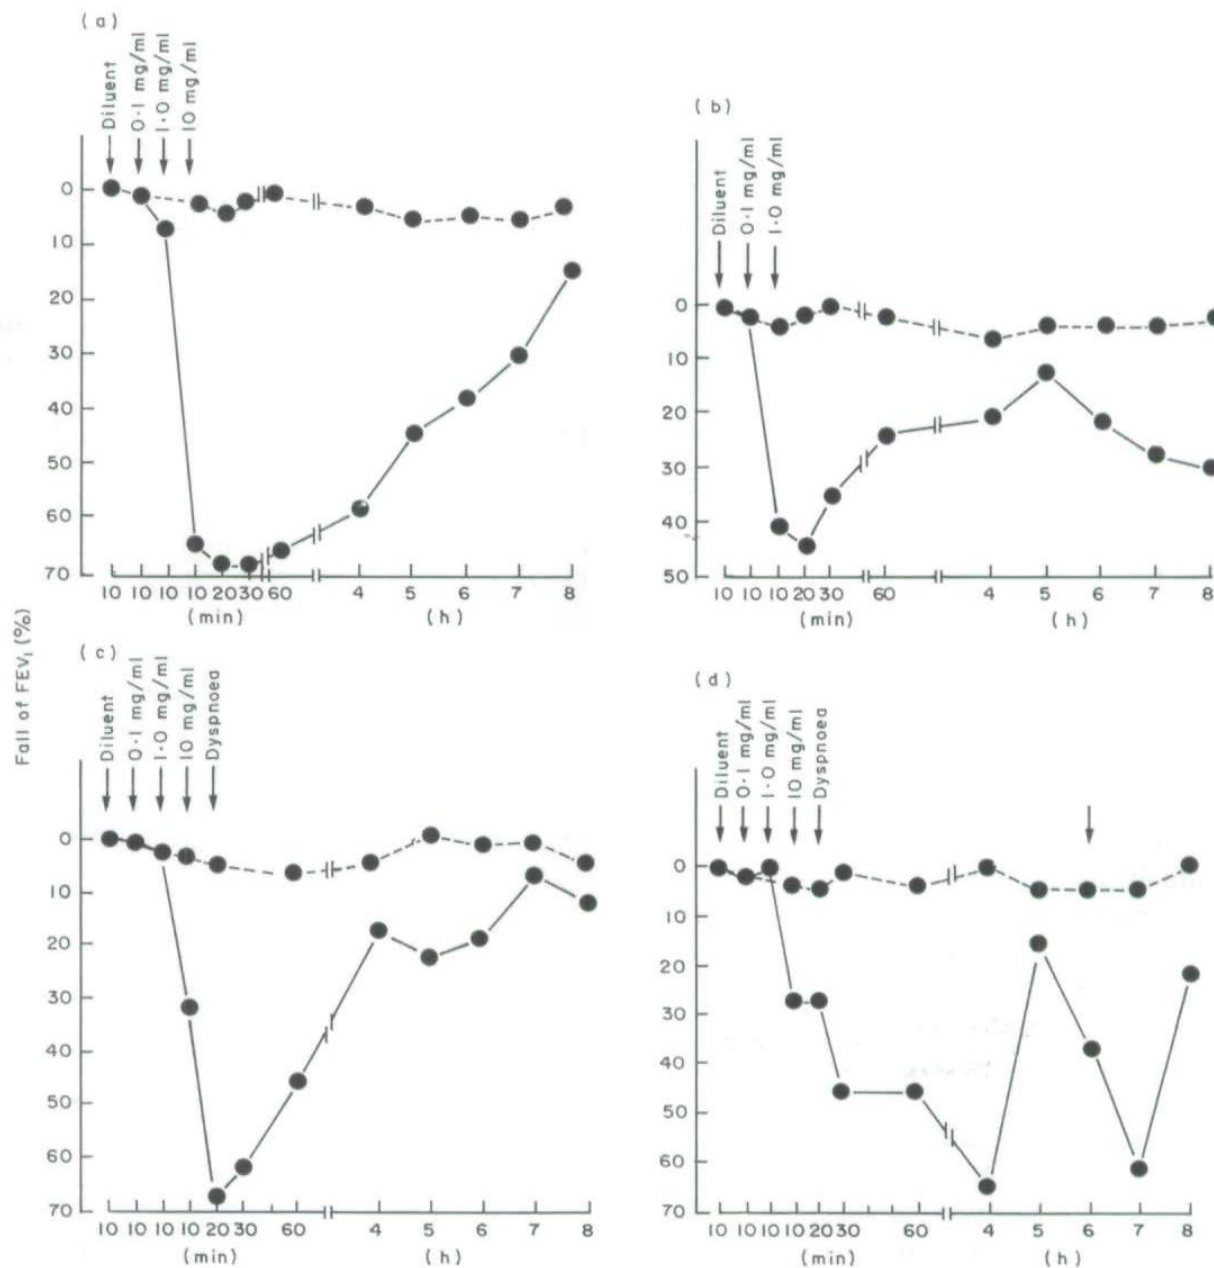 (a)
Diluent
0·1 mg/ml
1·0 mg/ml
10 mg/ml
0
10
20
30
40
50
60
70
10 10 10 10 20 30 60 4 5 6 7 8
(min) (h)
(b)
Diluent
0·1 mg/ml
1·0 mg/ml
0
10
20
30
40
50
10 10 10 20 30 60 4 5 6 7 8
(min) (h)
Fall of FEV₁ (%)
(c)
Diluent
0·1 mg/ml
1·0 mg/ml
10 mg/ml
Dyspnoea
0
10
20
30
40
50
60
70
10 10 10 10 20 30 60 4 5 6 7 8
(min) (h)
(d)
Diluent
0·1 mg/ml
1·0 mg/ml
10 mg/ml
Dyspnoea
0
10
20
30
40
50
60
70
10 10 10 10 20 30 60 4 5 6 7 8
(min) (h)